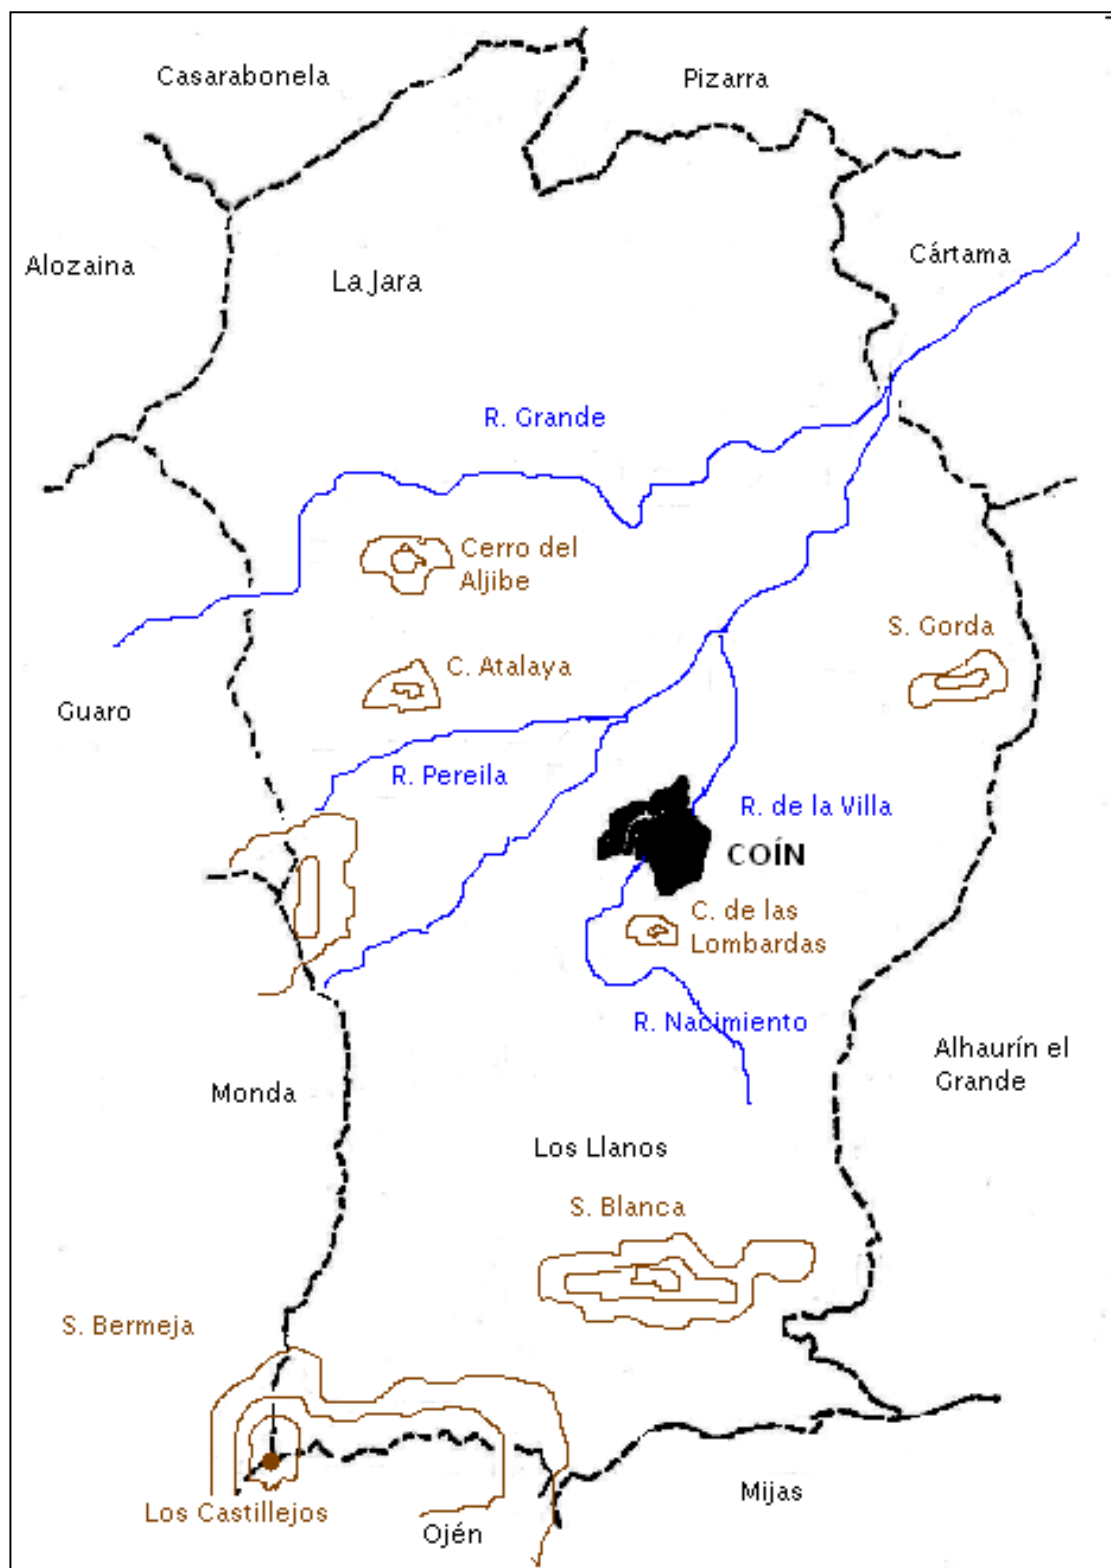 Casarabonela
Pizarra
Alozaina
La Jara
Cártama
R. Grande
Cerro del
Aljibe
S. Gorda
C. Atalaya
Guaro
R. Pereila
R. de la Villa
COÍN
C. de las
Lombardas
R. Nacimiento
Alhaurín el
Grande
Monda
Los Llanos
S. Blanca
S. Bermeja
Los Castillejos
Ojén
Mijas